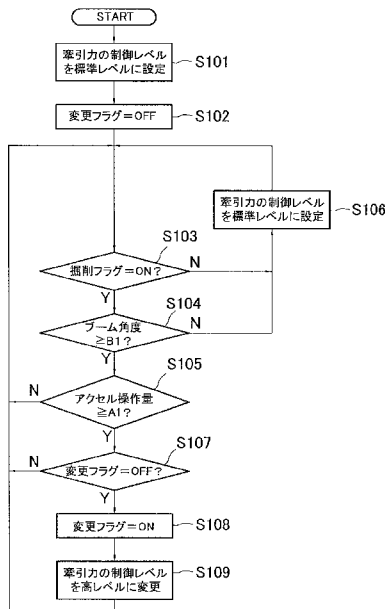 START
牽引力の制御レベル
を標準レベルに設定
S101
変更フラグ=OFF
S102
牽引力の制御レベル
を標準レベルに設定
S106
S103
掘削フラグ=ON?
N
Y
S104
ブーム角度
≧B1?
N
Y
S105
アクセル操作量
≧A1?
N
Y
S107
変更フラグ=OFF?
N
Y
変更フラグ=ON
S108
牽引力の制御レベル
を高レベルに変更
S109